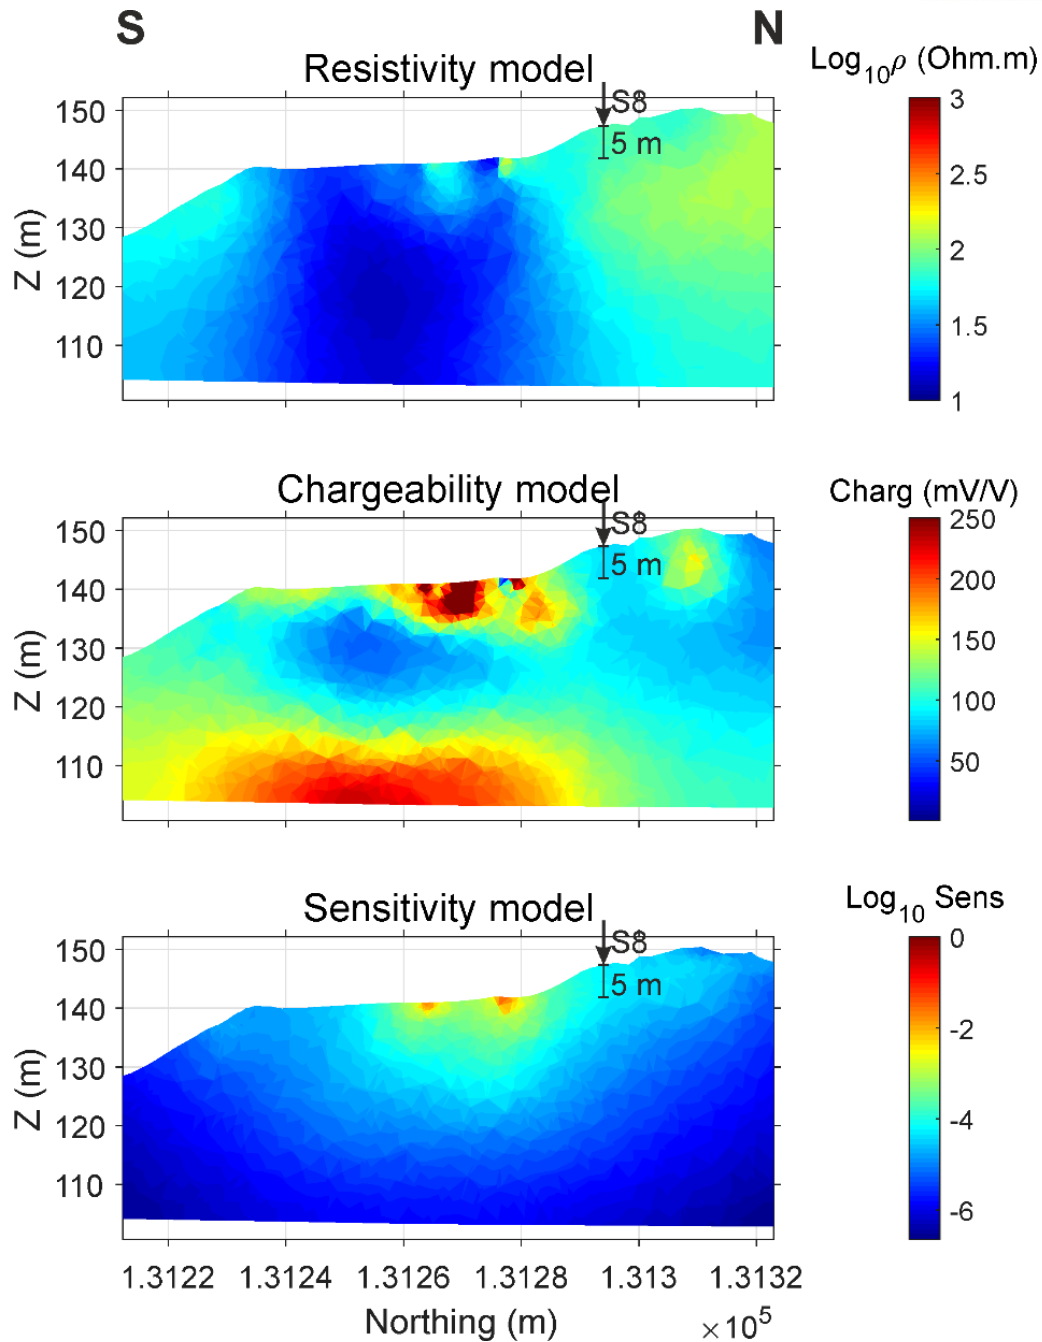 S N
Resistivity model
Log₁₀ρ (Ohm.m)
S8
5 m
Z (m)
150
140
130
120
110
3
2.5
2
1.5
1
Chargeability model
Charg (mV/V)
S8
5 m
Z (m)
150
140
130
120
110
250
200
150
100
50
Sensitivity model
Log₁₀ Sens
S8
5 m
Z (m)
150
140
130
120
110
0
-2
-4
-6
1.3122 1.3124 1.3126 1.3128 1.313 1.3132
Northing (m) ×10⁵